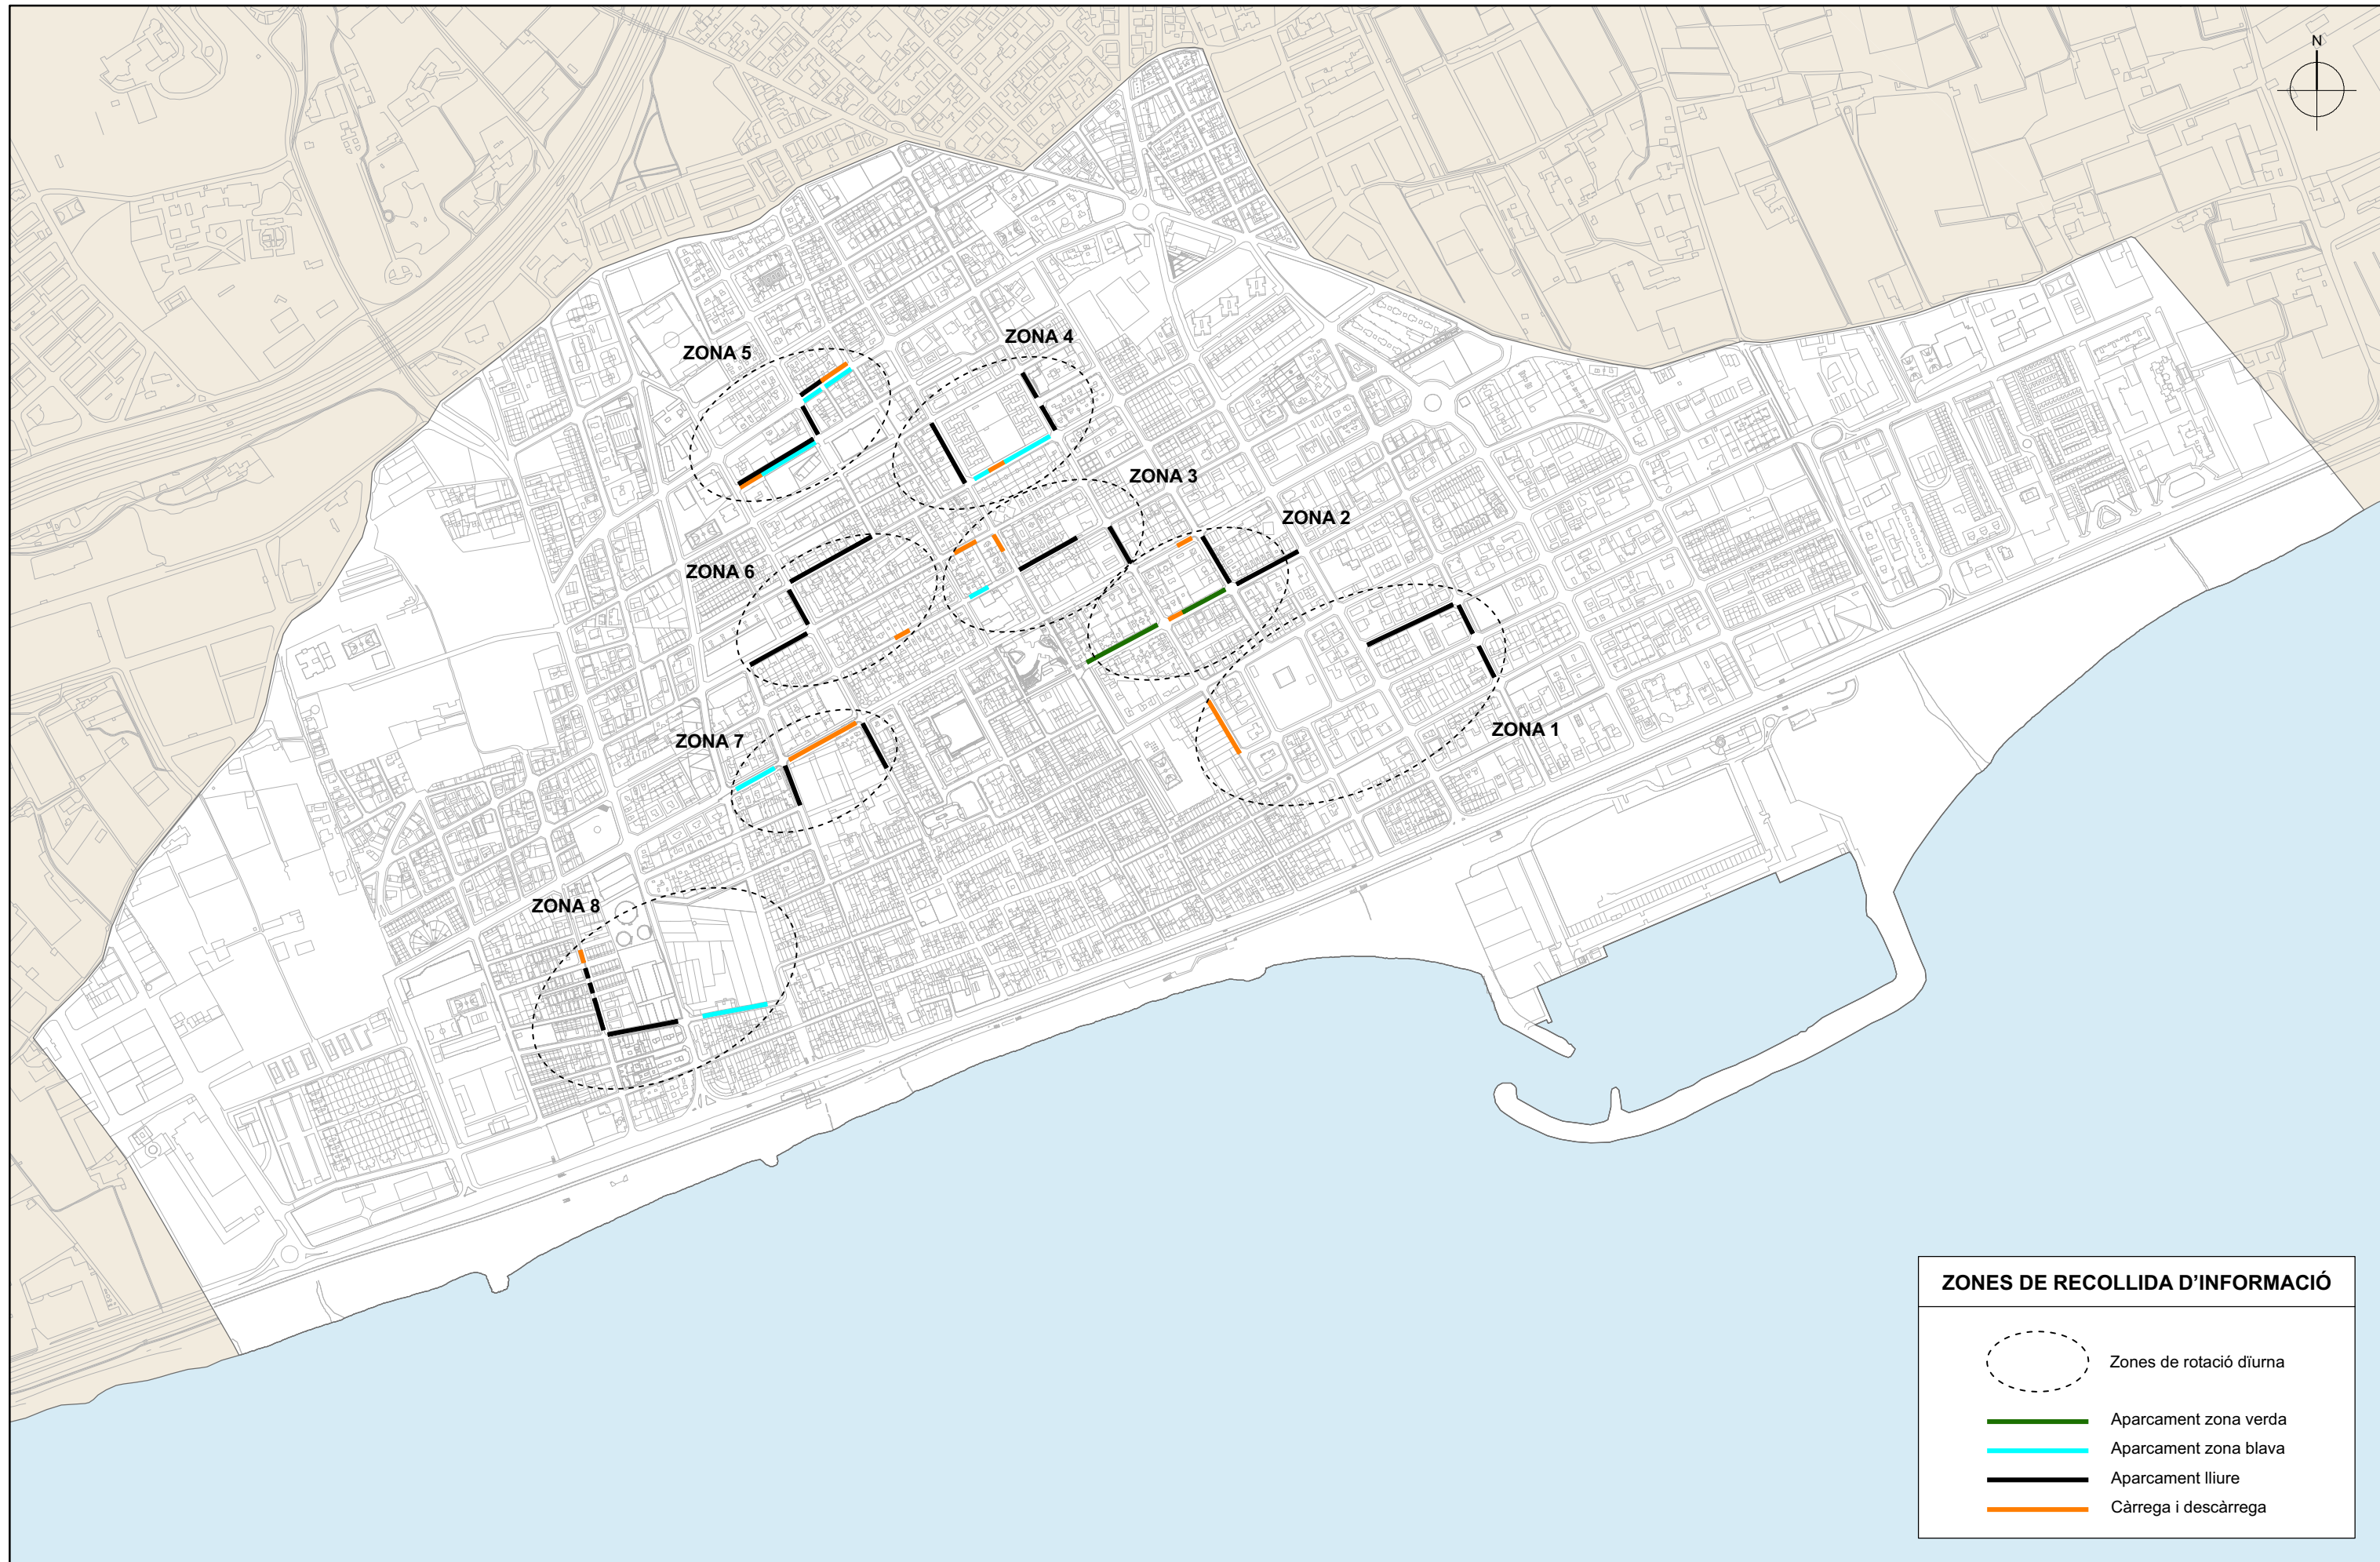 N
ZONA 4
ZONA 5
ZONA 3
ZONA 2
ZONA 6
ZONA 1
ZONA 7
ZONA 8
ZONES DE RECOLLIDA D'INFORMACIÓ
Zones de rotació dïurna
Aparcament zona verda
Aparcament zona blava
Aparcament lliure
Càrrega i descàrrega